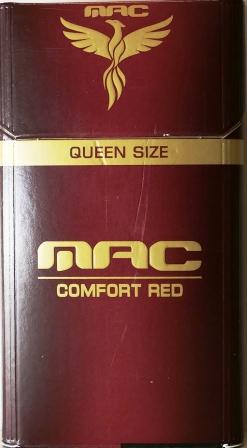 MAC
QUEEN SIZE
MAC
COMFORT RED